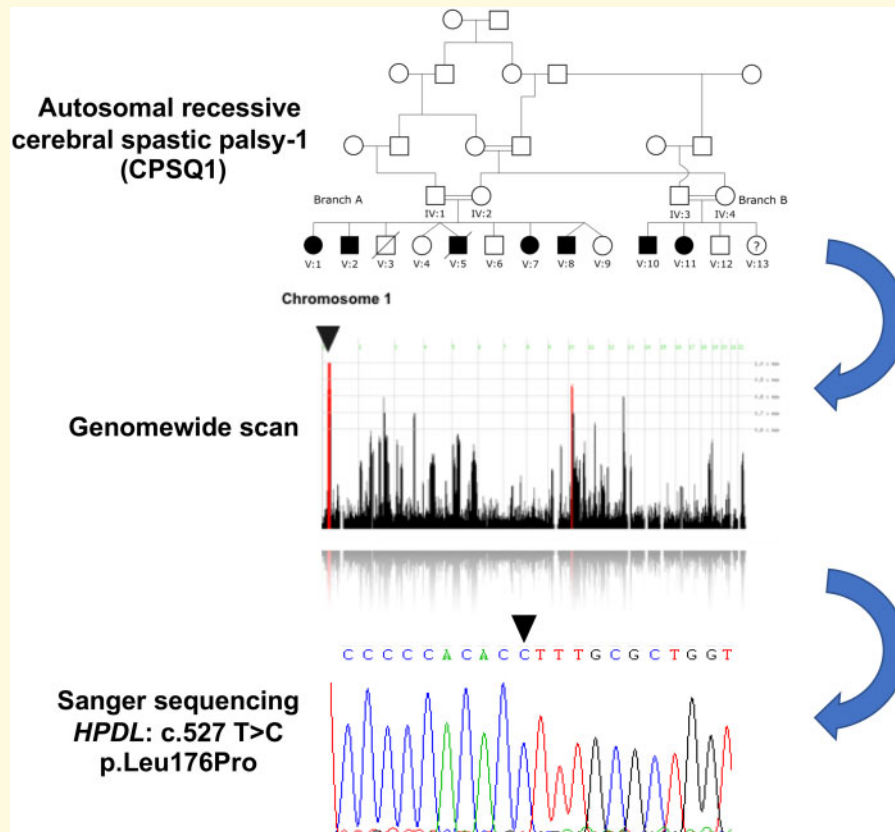 Autosomal recessive
cerebral spastic palsy-1
(CPSQ1)
Branch A
IV:1
IV:2
IV:3
IV:4
Branch B
?
V:1
V:2
V:3
V:4
V:5
V:6
V:7
V:8
V:9
V:10
V:11
V:12
V:13
Chromosome 1
Genomewide scan
C C C C C A C A C C T T T G C G C T G G T
Sanger sequencing
HPDL: c.527 T>C
p.Leu176Pro